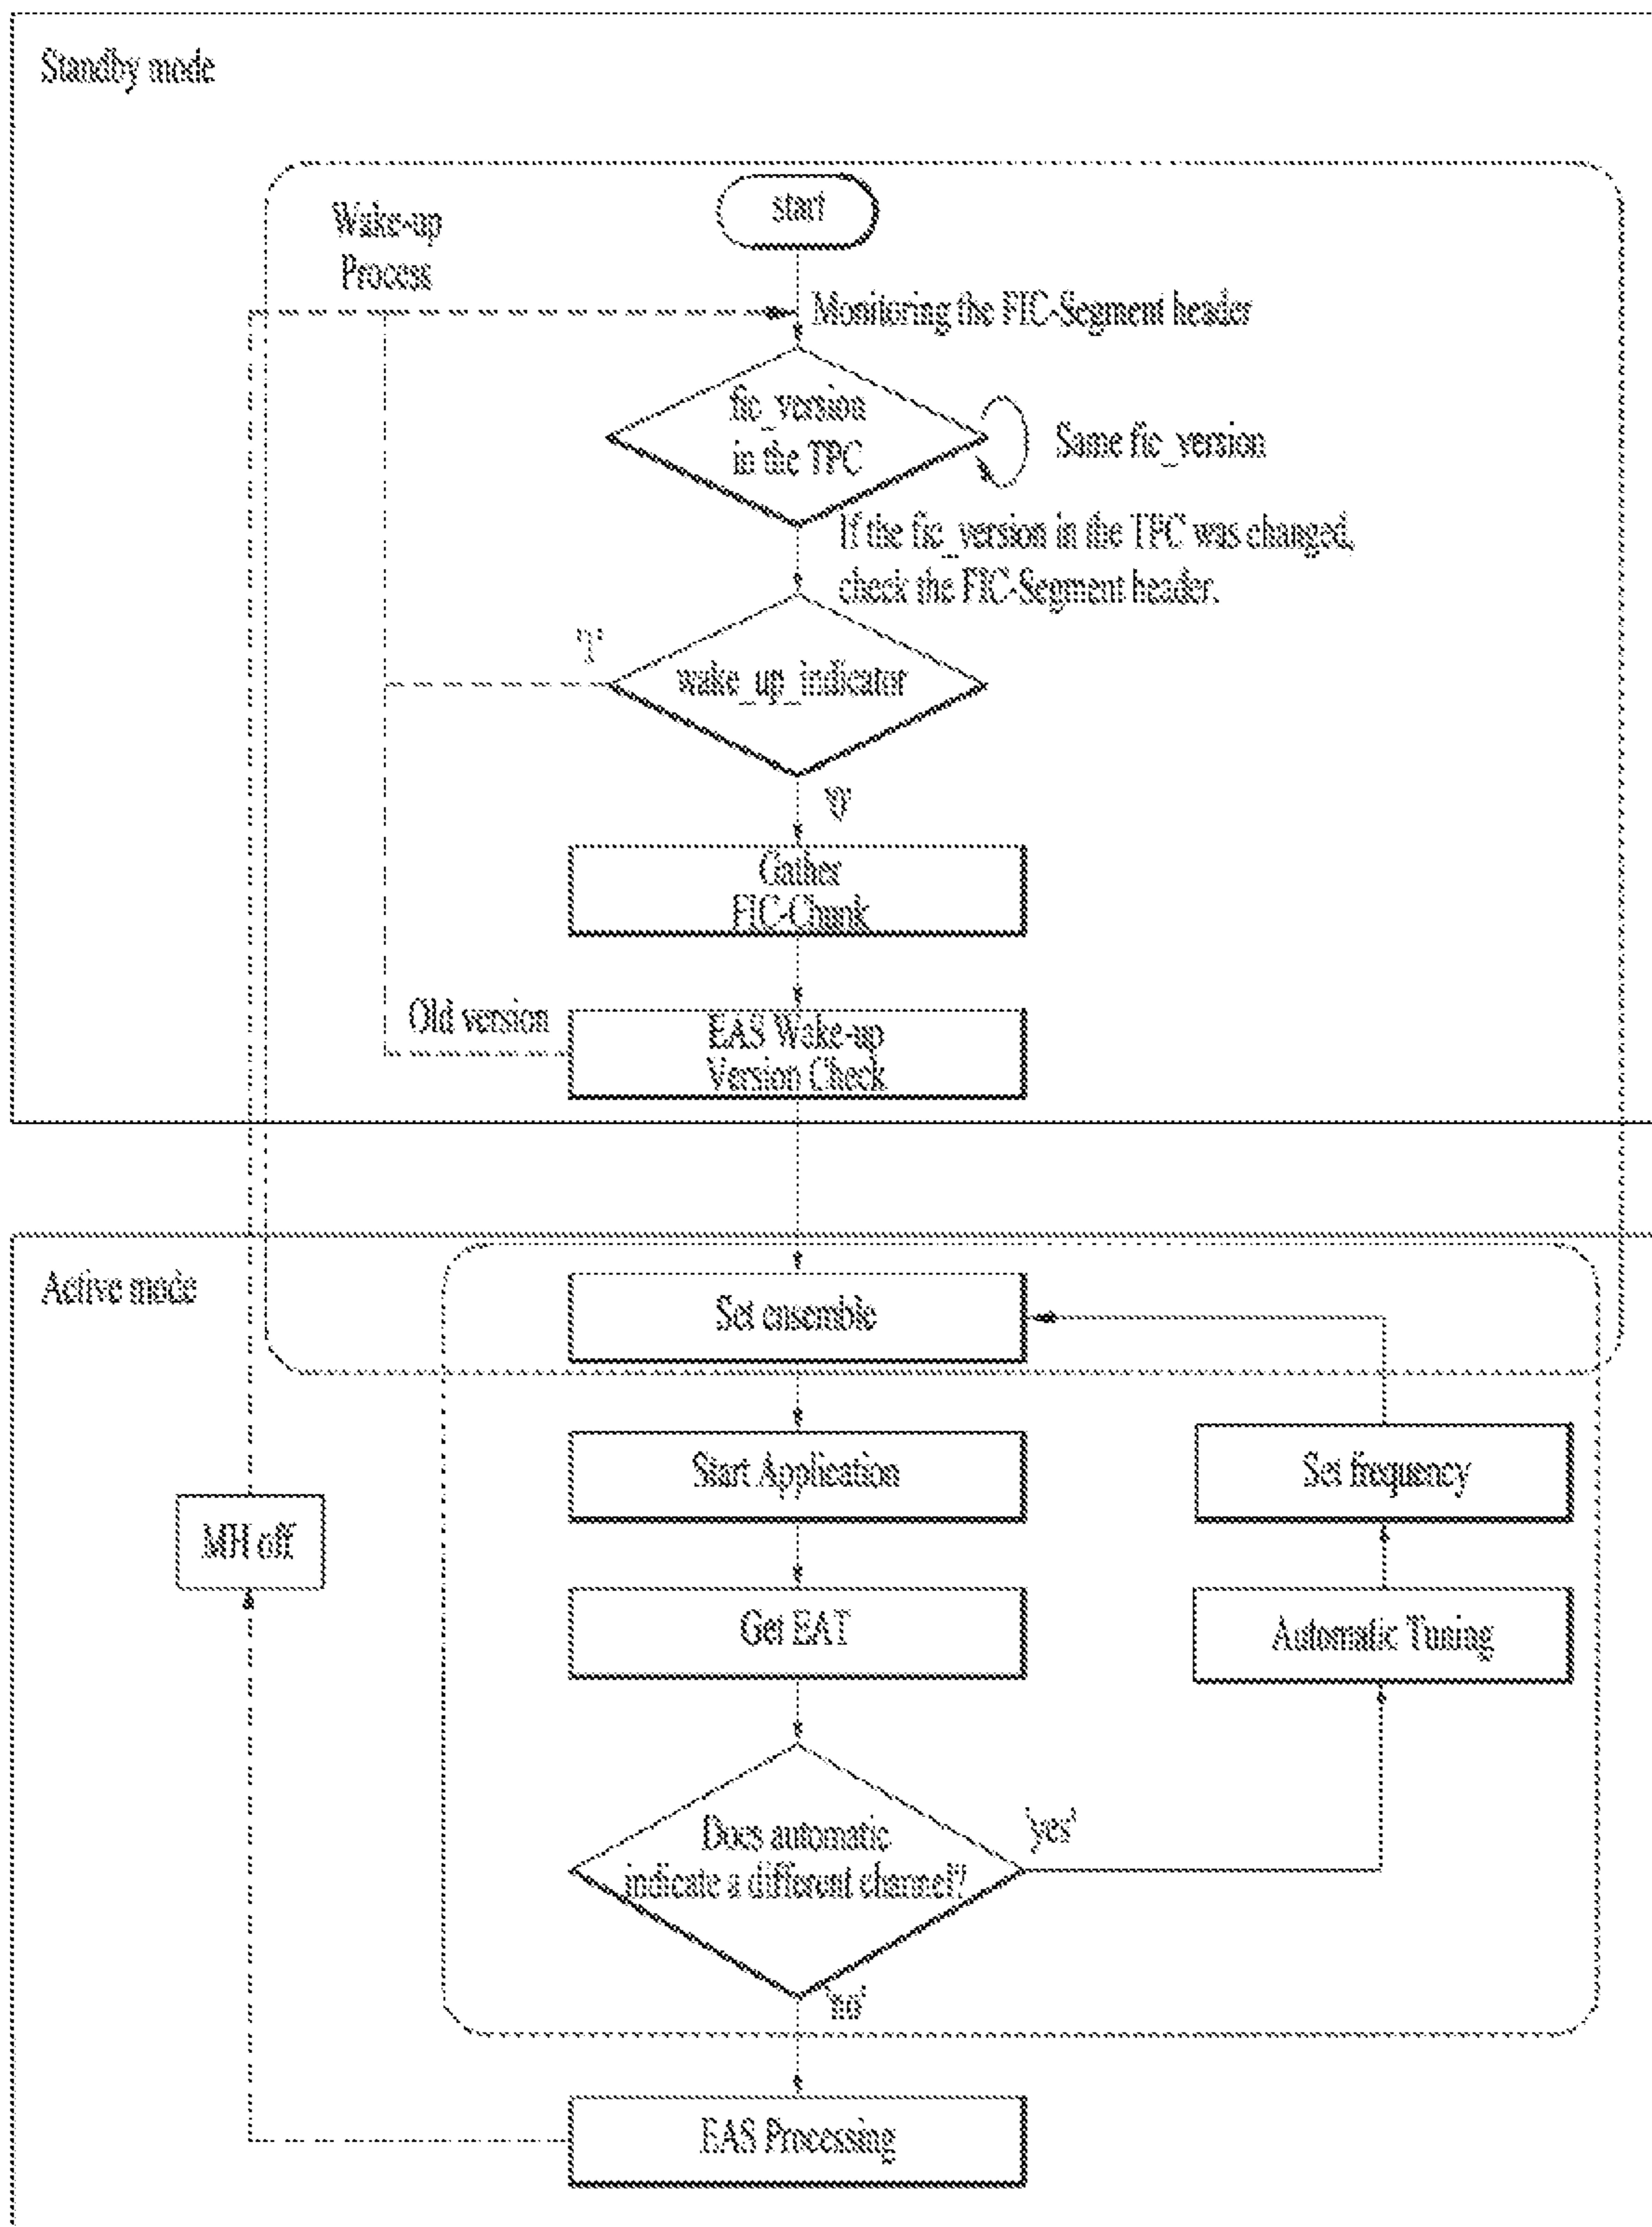 Standby mode
start
Wake-up
Process
Monitoring the FIC-Segment header
fic_version
in the TPC
Same fic_version
If the fic_version in the TPC was changed,
check the FIC-Segment header.
'1'
wake_up_indicator
'0'
Gather
FIC-Chunk
Old version
EAS Wake-up
Version Check
Active mode
Set ensemble
Start Application
Set frequency
MH off
Get EAT
Automatic Tuning
Does automatic
indicate a different channel?
'yes'
'no'
EAS Processing